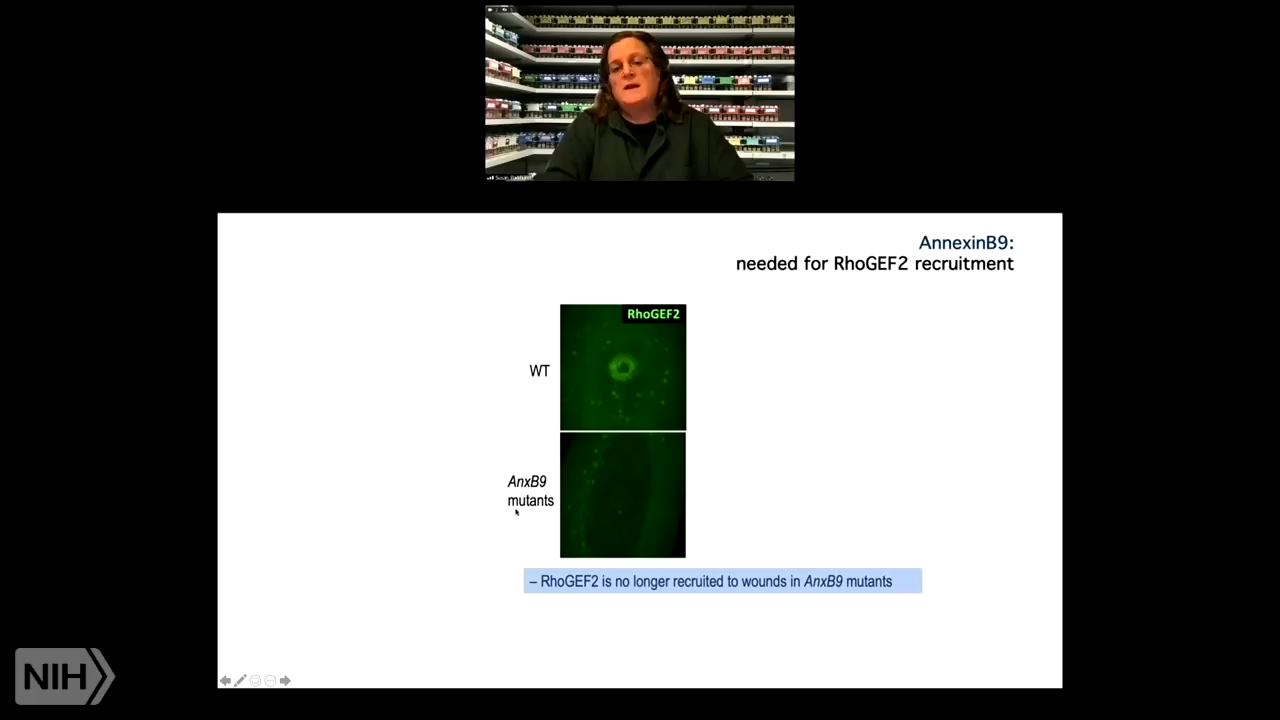 AnnexinB9:
needed for RhoGEF2 recruitment
RhoGEF2
WT
AnxB9
mutants
– RhoGEF2 is no longer recruited to wounds in AnxB9 mutants
NIH